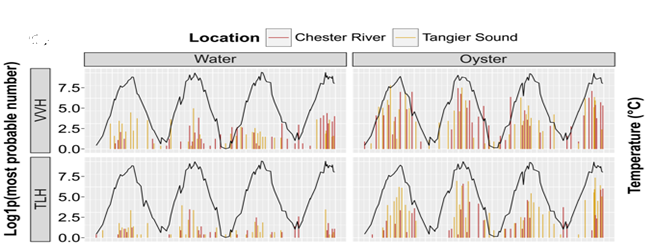 Location Chester River Tangier Sound
Water Oyster
Log1p(most probable number)
VVH
7.5
5.0
2.5
0.0
TLH
7.5
5.0
2.5
0.0
Temperature (°C)